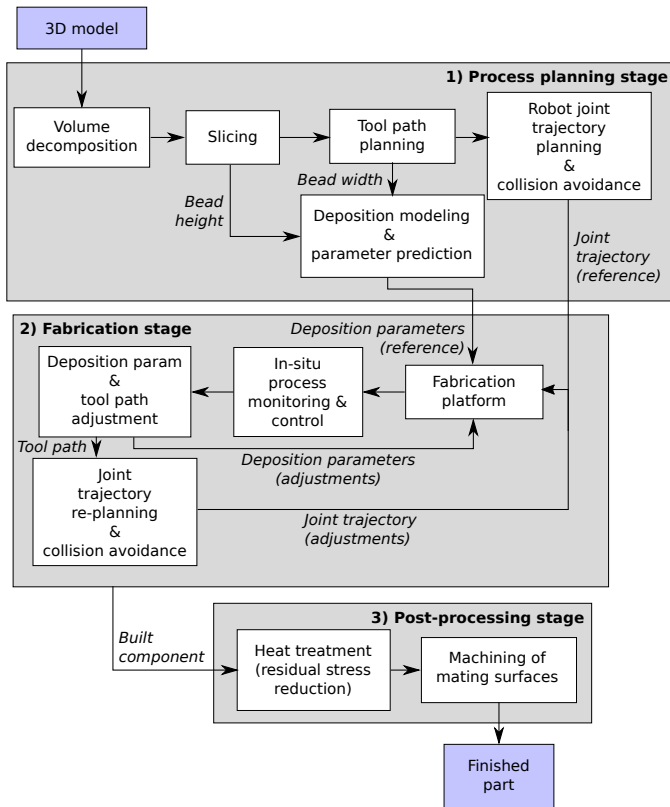 3D model
1) Process planning stage
Volume
decomposition
Slicing
Tool path
planning
Robot joint
trajectory
planning
&
collision avoidance
Bead
height
Bead width
Deposition modeling
&
parameter prediction
Joint
trajectory
(reference)
2) Fabrication stage
Deposition parameters
(reference)
Deposition param
&
tool path
adjustment
In-situ
process
monitoring &
control
Fabrication
platform
Tool path
Deposition parameters
(adjustments)
Joint
trajectory
re-planning
&
collision avoidance
Joint trajectory
(adjustments)
3) Post-processing stage
Built
component
Heat treatment
(residual stress
reduction)
Machining of
mating surfaces
Finished
part